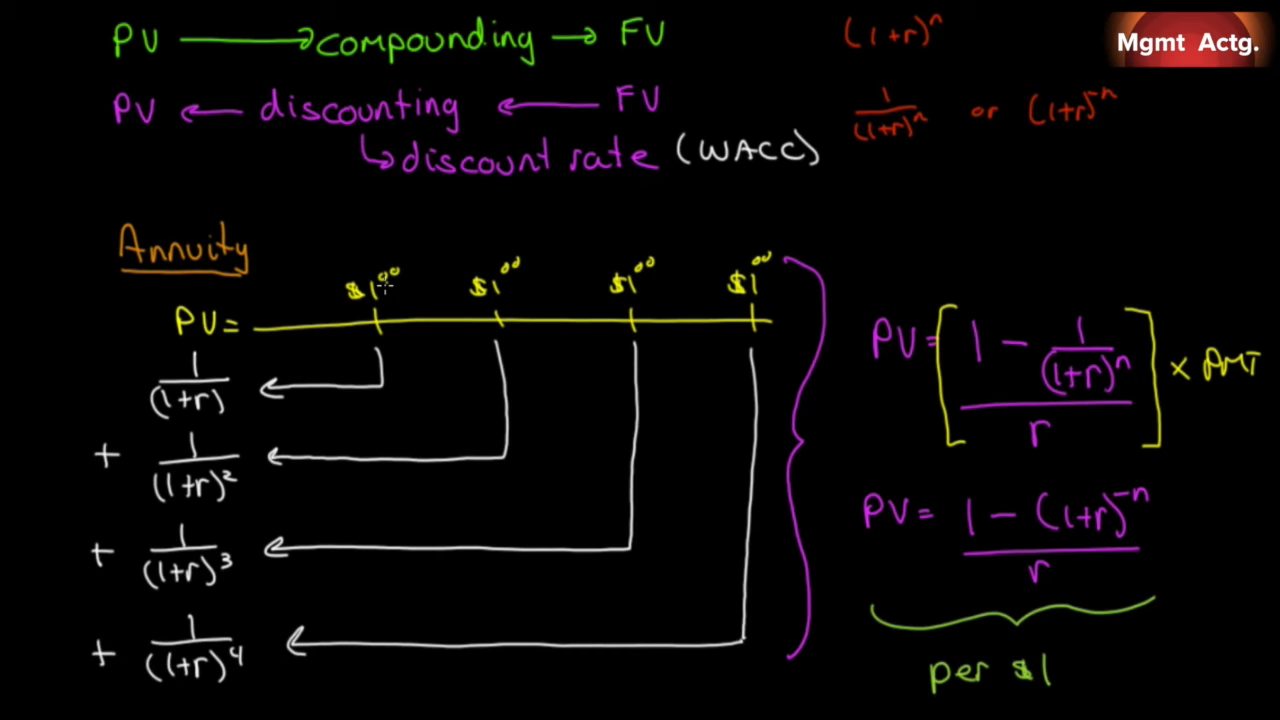 PV → compounding → FV (1+r)^n
Mgmt Actg.
PV ← discounting ← FV 1/(1+r)^n or (1+r)^-n
↳ discount rate (WACC)
Annuity
$1^00 $1^00 $1^00 $1^00
PV=
1/(1+r)
+ 1/(1+r)^2
+ 1/(1+r)^3
+ 1/(1+r)^4
PV= [(1 - 1/(1+r)^n)/r] x PMT
PV= (1 - (1+r)^-n)/r
per $1